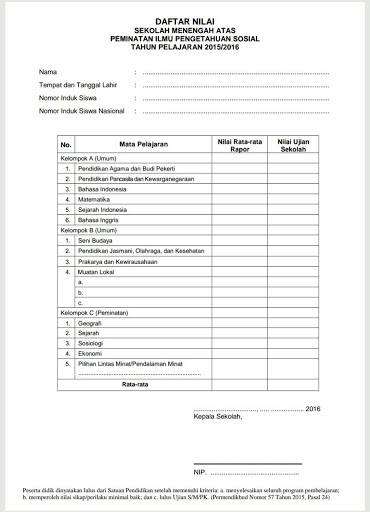 DAFTAR NILAI
SEKOLAH MENENGAH ATAS
PEMINATAN ILMU PENGETAHUAN SOSIAL
TAHUN PELAJARAN 2015/2016
Nama : ..............................................................................
Tempat dan Tanggal Lahir : ..............................................................................
Nomor Induk Siswa : ..............................................................................
Nomor Induk Siswa Nasional : ..............................................................................
No. Mata Pelajaran Nilai Rata-rata Rapor Nilai Ujian Sekolah
Kelompok A (Umum)
1. Pendidikan Agama dan Budi Pekerti
2. Pendidikan Pancasila dan Kewarganegaraan
3. Bahasa Indonesia
4. Matematika
5. Sejarah Indonesia
6. Bahasa Inggris
Kelompok B (Umum)
1. Seni Budaya
2. Pendidikan Jasmani, Olahraga, dan Kesehatan
3. Prakarya dan Kewirausahaan
4. Muatan Lokal
a.
b.
c.
Kelompok C (Peminatan)
1. Geografi
2. Sejarah
3. Sosiologi
4. Ekonomi
5. Pilihan Lintas Minat/Pendalaman Minat
..................................................
Rata-rata
.........................., ..... .................. 2016
Kepala Sekolah,
NIP. ..................................
Peserta didik dinyatakan lulus dari Satuan Pendidikan setelah memenuhi kriteria: a. menyelesaikan seluruh program pembelajaran;
b. memperoleh nilai sikap/perilaku minimal baik; dan c. lulus Ujian S/M/PK. (Permendikbud Nomor 57 Tahun 2015, Pasal 24)